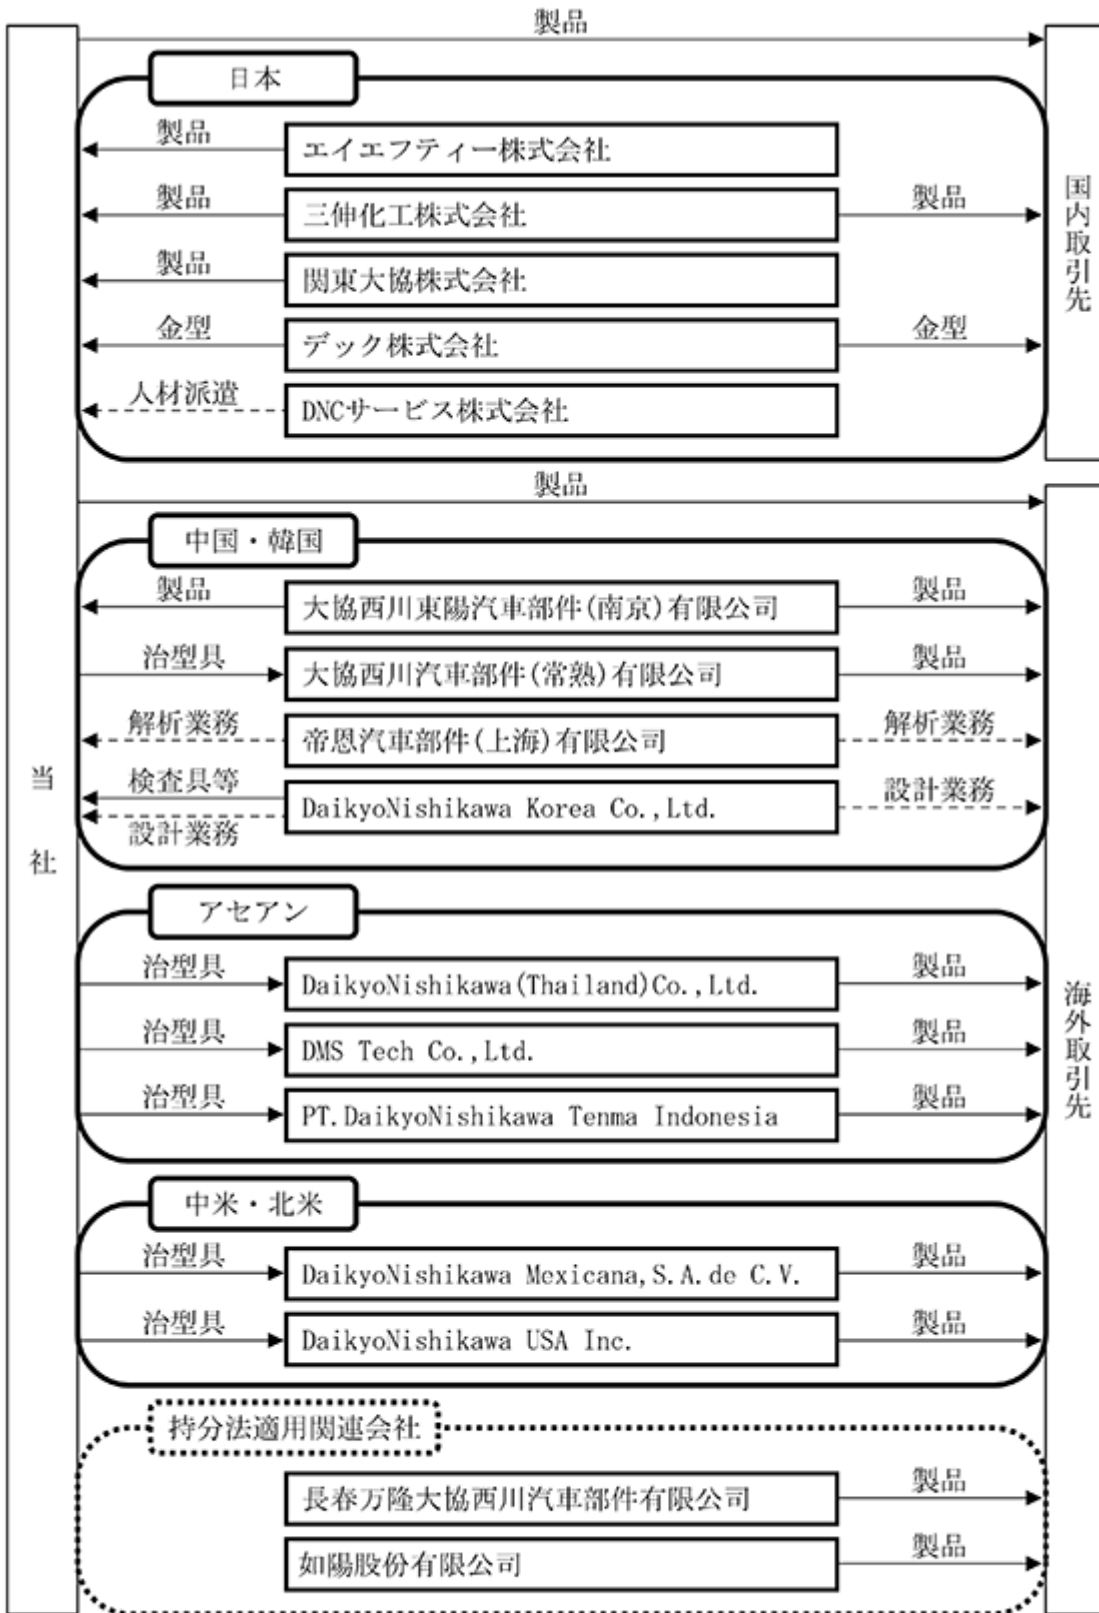 製品
日本
製品
エイエフティー株式会社
製品
三伸化工株式会社
製品
製品
関東大協株式会社
金型
デック株式会社
金型
人材派遣
DNCサービス株式会社
国内取引先
製品
中国・韓国
製品
大協西川東陽汽車部件(南京)有限公司
製品
治型具
大協西川汽車部件(常熟)有限公司
製品
解析業務
帝恩汽車部件(上海)有限公司
解析業務
検査具等
設計業務
DaikyoNishikawa Korea Co.,Ltd.
設計業務
当社
アセアン
治型具
DaikyoNishikawa(Thailand)Co.,Ltd.
製品
治型具
DMS Tech Co.,Ltd.
製品
治型具
PT.DaikyoNishikawa Tenma Indonesia
製品
海外取引先
中米・北米
治型具
DaikyoNishikawa Mexicana,S.A.de C.V.
製品
治型具
DaikyoNishikawa USA Inc.
製品
持分法適用関連会社
長春万隆大協西川汽車部件有限公司
製品
如陽股份有限公司
製品